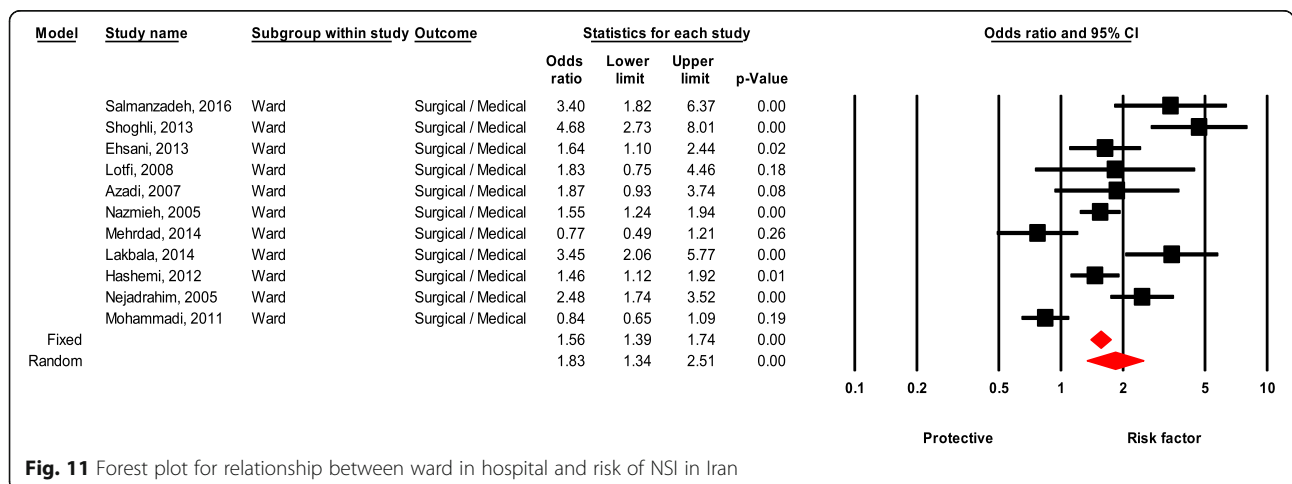 Model Study name Subgroup within study Outcome Statistics for each study Odds ratio and 95% CI
Odds ratio Lower limit Upper limit p-Value
Salmanzadeh, 2016 Ward Surgical / Medical 3.40 1.82 6.37 0.00
Shoghli, 2013 Ward Surgical / Medical 4.68 2.73 8.01 0.00
Ehsani, 2013 Ward Surgical / Medical 1.64 1.10 2.44 0.02
Lotfi, 2008 Ward Surgical / Medical 1.83 0.75 4.46 0.18
Azadi, 2007 Ward Surgical / Medical 1.87 0.93 3.74 0.08
Nazmieh, 2005 Ward Surgical / Medical 1.55 1.24 1.94 0.00
Mehrdad, 2014 Ward Surgical / Medical 0.77 0.49 1.21 0.26
Lakbala, 2014 Ward Surgical / Medical 3.45 2.06 5.77 0.00
Hashemi, 2012 Ward Surgical / Medical 1.46 1.12 1.92 0.01
Nejadrahim, 2005 Ward Surgical / Medical 2.48 1.74 3.52 0.00
Mohammadi, 2011 Ward Surgical / Medical 0.84 0.65 1.09 0.19
Fixed 1.56 1.39 1.74 0.00
Random 1.83 1.34 2.51 0.00
0.1 0.2 0.5 1 2 5 10
Protective Risk factor
Fig. 11 Forest plot for relationship between ward in hospital and risk of NSI in Iran